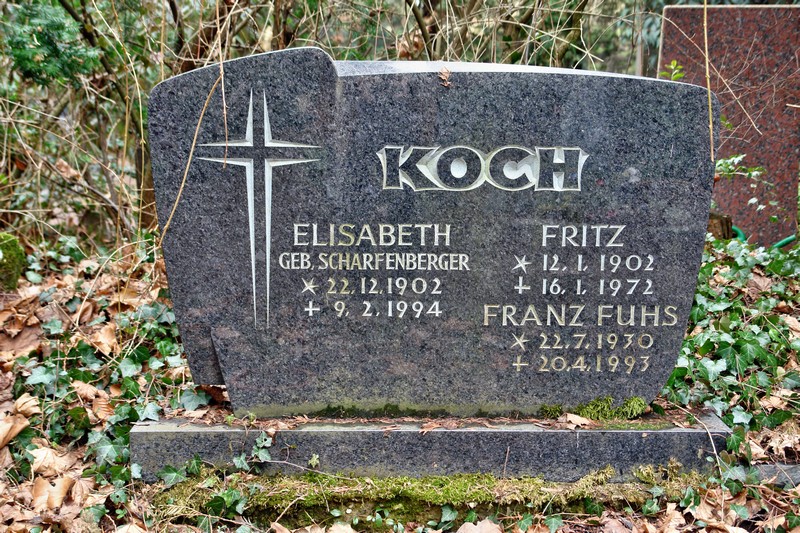 KOCH
ELISABETH
GEB. SCHARFENBERGER
* 22.12.1902
+ 9. 2. 1994
FRITZ
* 12. 1. 1902
+ 16. 1. 1972
FRANZ FUHS
* 22.7.1930
+ 20.4.1993